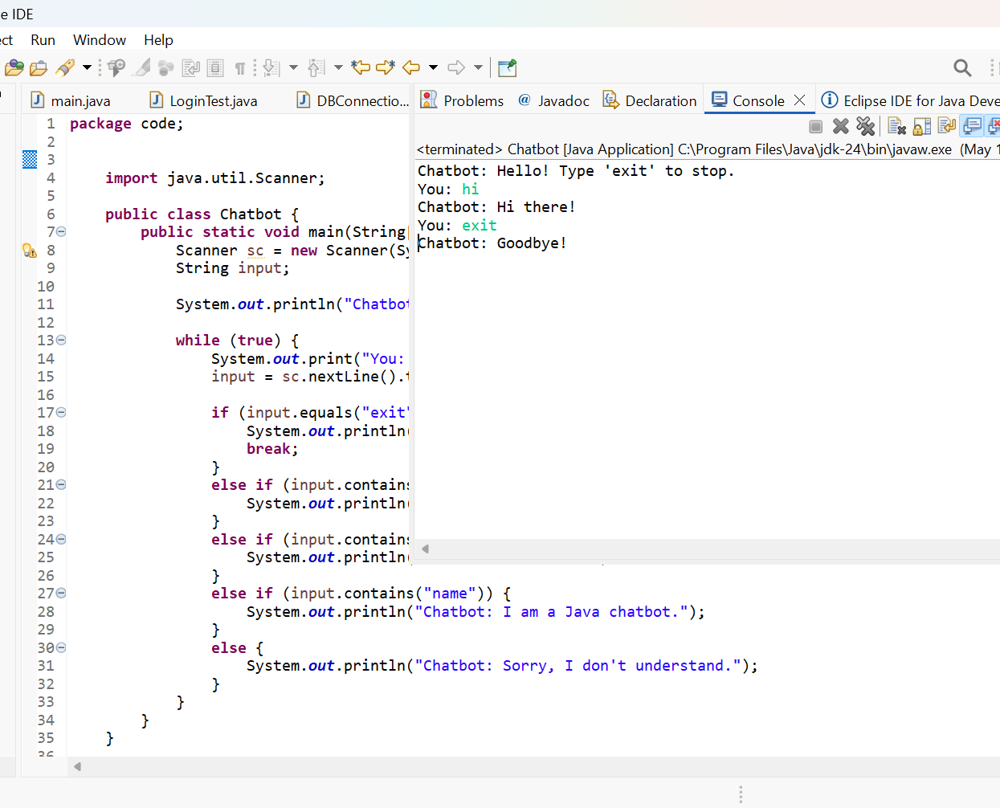 e IDE
ct Run Window Help
main.java LoginTest.java DBConnectio...
1 package code;
2
3
4 import java.util.Scanner;
5
6 public class Chatbot {
7 public static void main(String[
8 Scanner sc = new Scanner(Sy
9 String input;
10
11 System.out.println("Chatbot
12
13 while (true) {
14 System.out.print("You:
15 input = sc.nextLine().t
16
17 if (input.equals("exit"
18 System.out.println(
19 break;
20 }
21 else if (input.contains
22 System.out.println(
23 }
24 else if (input.contains
25 System.out.println(
26 }
27 else if (input.contains("name")) {
28 System.out.println("Chatbot: I am a Java chatbot.");
29 }
30 else {
31 System.out.println("Chatbot: Sorry, I don't understand.");
32 }
33 }
34 }
35 }
36
Problems Javadoc Declaration Console Eclipse IDE for Java Deve
<terminated> Chatbot [Java Application] C:\Program Files\Java\jdk-24\bin\javaw.exe (May 1
Chatbot: Hello! Type 'exit' to stop.
You: hi
Chatbot: Hi there!
You: exit
Chatbot: Goodbye!